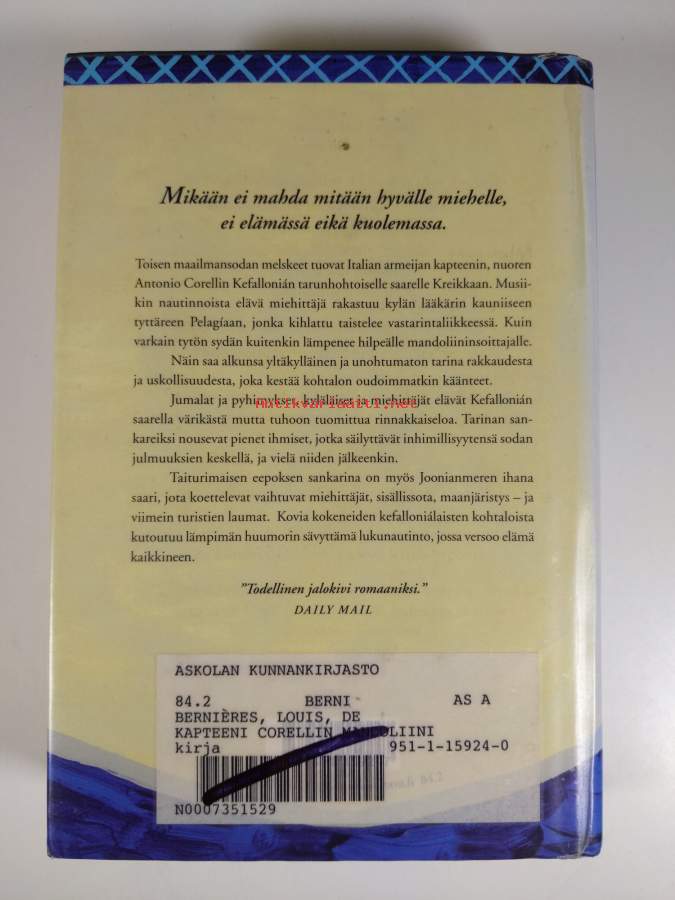 Mikään ei mahda mitään hyvälle miehelle,
ei elämässä eikä kuolemassa.
Toisen maailmansodan melskeet tuovat Italian armeijan kapteenin, nuoren
Antonio Corellin Kefallonián tarunhohtoiselle saarelle Kreikkaan. Musii-
kin nautinnoista elävä miehittäjä rakastuu kylän lääkärin kauniiseen
tyttäreen Pelagíaan, jonka kihlattu taistelee vastarintaliikkeessä. Kuin
varkain tytön sydän kuitenkin lämpenee hilpeälle mandoliininsoittajalle.
Näin saa alkunsa yltäkylläinen ja unohtumaton tarina rakkaudesta
ja uskollisuudesta, joka kestää kohtalon oudoimmatkin käänteet.
Jumalat ja pyhimykset, kyläläiset ja miehittäjät elävät Kefallonián
Antikvariaatti.net
saarella värikästä mutta tuhoon tuomittua rinnakkaiseloa. Tarinan san-
kareiksi nousevat pienet ihmiset, jotka säilyttävät inhimillisyytensä sodan
julmuuksien keskellä, ja vielä niiden jälkeenkin.
Taiturimaisen eepoksen sankarina on myös Joonianmeren ihana
saari, jota koettelevat vaihtuvat miehittäjät, sisällissota, maanjäristys – ja
viimein turistien laumat. Kovia kokeneiden kefalloniálaisten kohtaloista
kutoutuu lämpimän huumorin sävyttämä lukunautinto, jossa versoo elämä
kaikkineen.
”Todellinen jalokivi romaaniksi.”
DAILY MAIL
ASKOLAN KUNNANKIRJASTO
84.2 BERNI AS A
BERNIÈRES, LOUIS, DE
KAPTEENI CORELLIN MANDOLIINI
kirja 951-1-15924-0
N0007351529